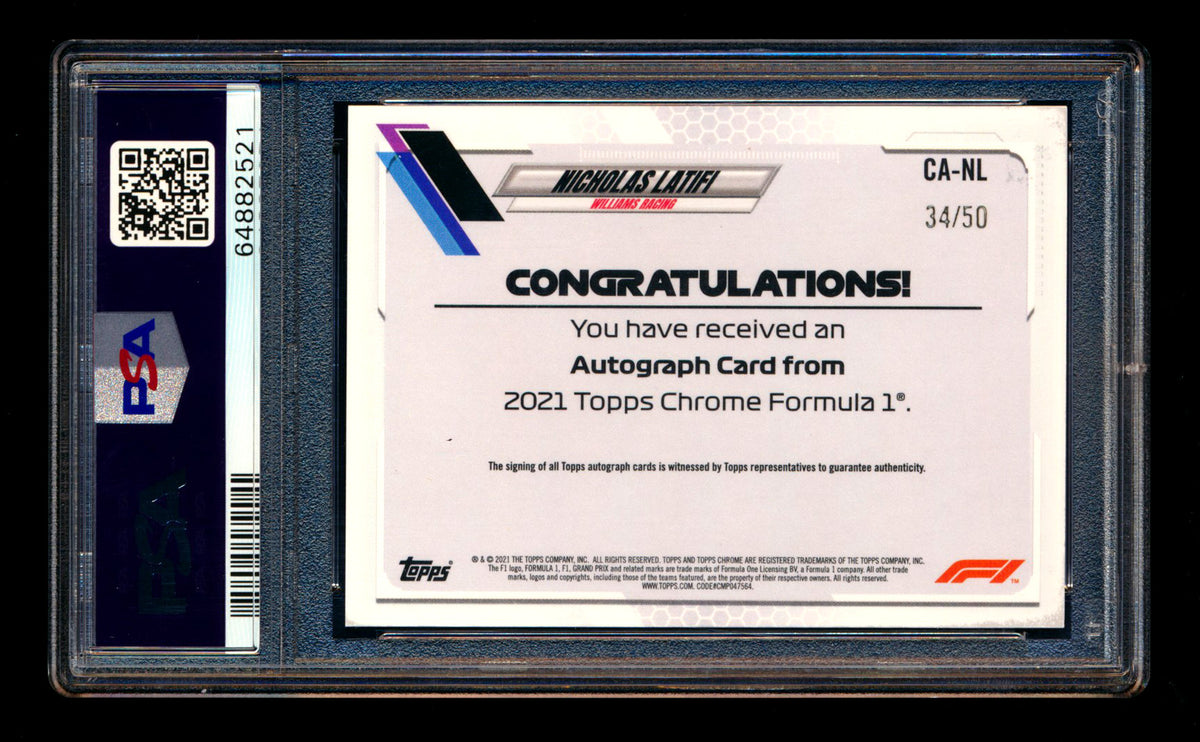 64882521
PSA
PSA
NICHOLAS LATIFI
WILLIAMS RACING
CA-NL
34/50
CONGRATULATIONS!
You have received an
Autograph Card from
2021 Topps Chrome Formula 1®.
The signing of all Topps autograph cards is witnessed by Topps representatives to guarantee authenticity.
topps®
® & © 2021 THE TOPPS COMPANY, INC. ALL RIGHTS RESERVED. TOPPS AND TOPPS CHROME ARE REGISTERED TRADEMARKS OF THE TOPPS COMPANY, INC.
The F1 logo, FORMULA 1, F1, GRAND PRIX and related marks are trade marks of Formula One Licensing BV, a Formula 1 company. All other trade
marks, logos and copyrights, including those of the teams featured, are the property of their respective owners. All rights reserved.
WWW.TOPPS.COM. CODE#CMP047564.
F1 TM